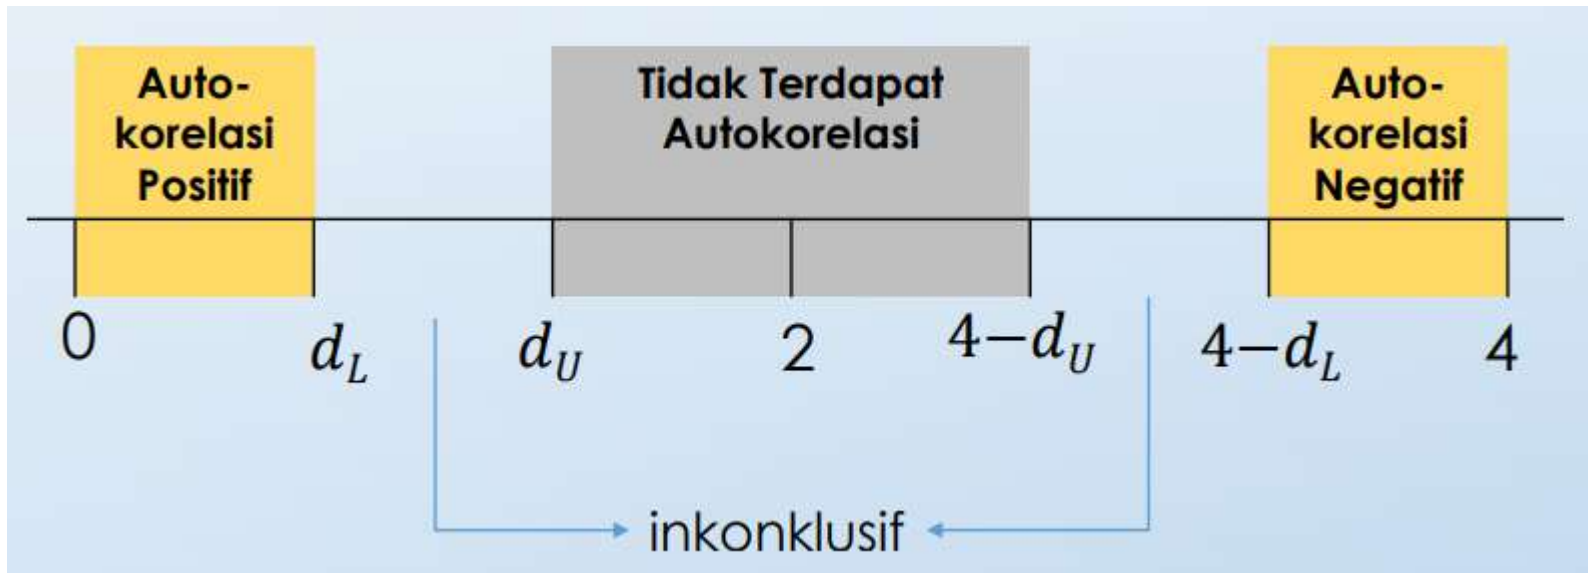 Auto-
korelasi
Positif
Tidak Terdapat
Autokorelasi
Auto-
korelasi
Negatif
0
d_L
d_U
2
4−d_U
4−d_L
4
inkonklusif